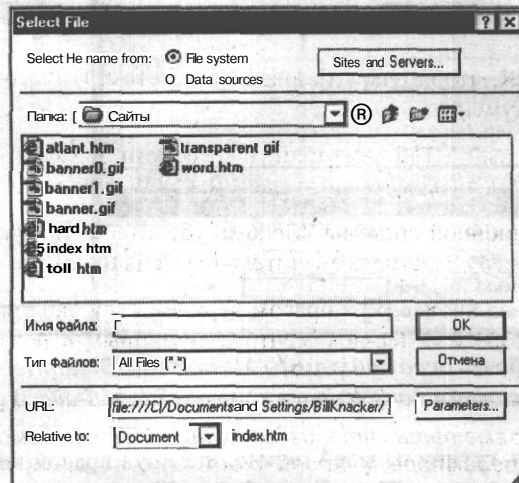 Select File
Select He name from: File system
Sites and Servers...
O Data sources
Папка: [ Сайты
®
atlant.htm
banner0.gif
banner1.gif
banner.gif
hard htm
5 index htm
toll htm
transparent gif
word.htm
Имя файла: Г
OK
Тип файлов: All Files (*.*)
Отмена
URL: file:///C|/Documentsand Settings/BillKnacker/
Parameters...
Relative to: Document index.htm